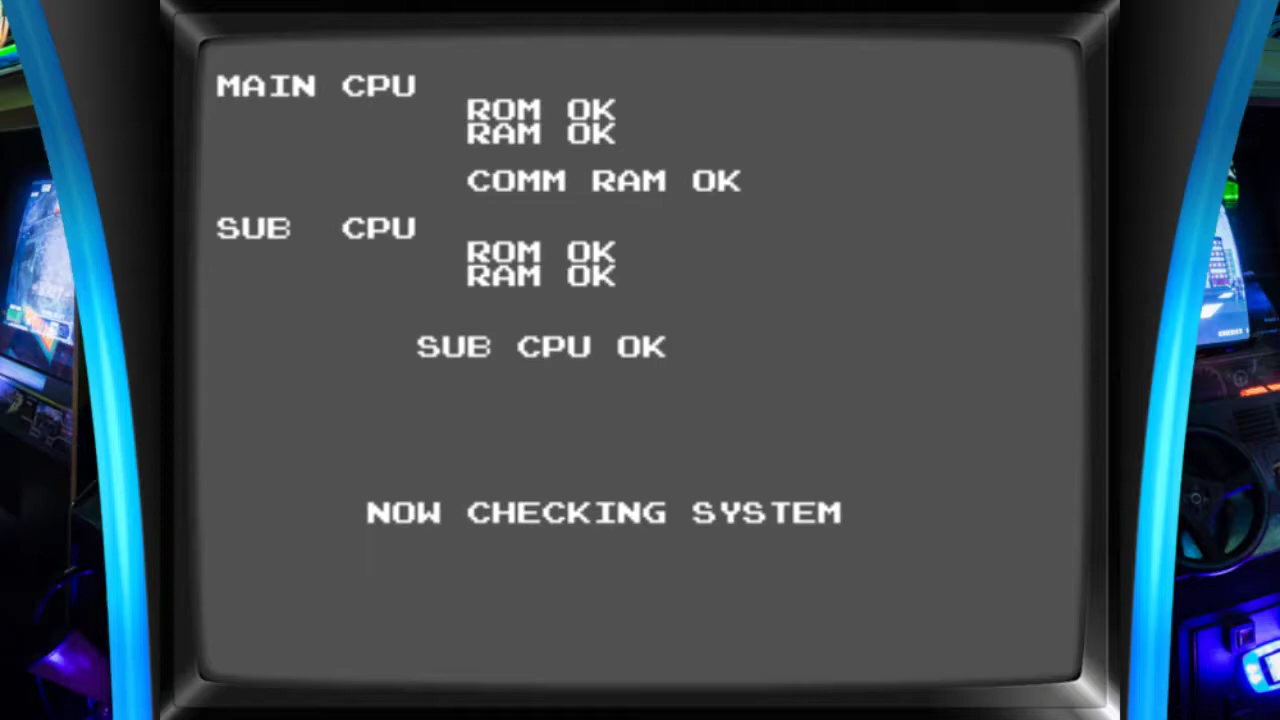 MAIN CPU
ROM OK
RAM OK
COMM RAM OK
SUB CPU
ROM OK
RAM OK
SUB CPU OK
NOW CHECKING SYSTEM